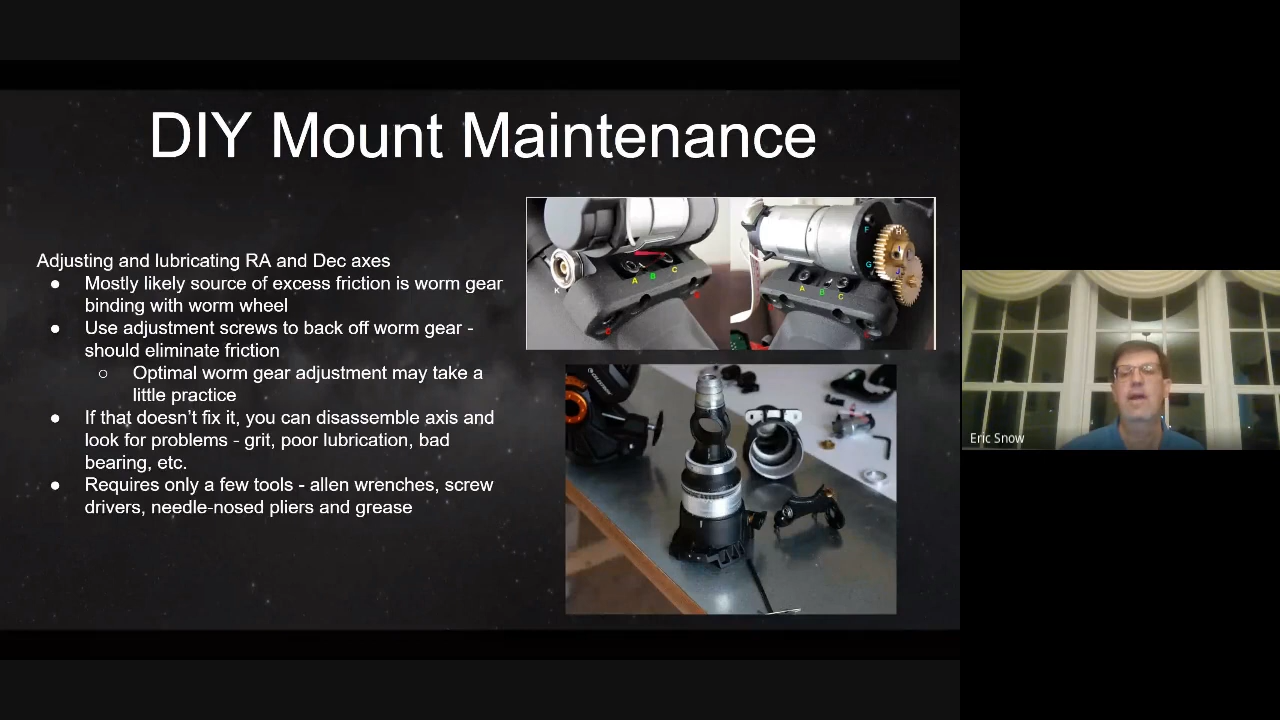 DIY Mount Maintenance
Adjusting and lubricating RA and Dec axes
● Mostly likely source of excess friction is worm gear
binding with worm wheel
● Use adjustment screws to back off worm gear -
should eliminate friction
○ Optimal worm gear adjustment may take a
little practice
● If that doesn't fix it, you can disassemble axis and
look for problems - grit, poor lubrication, bad
bearing, etc.
● Requires only a few tools - allen wrenches, screw
drivers, needle-nosed pliers and grease
K
A
B
C
A
B
C
F
G
H
Eric Snow